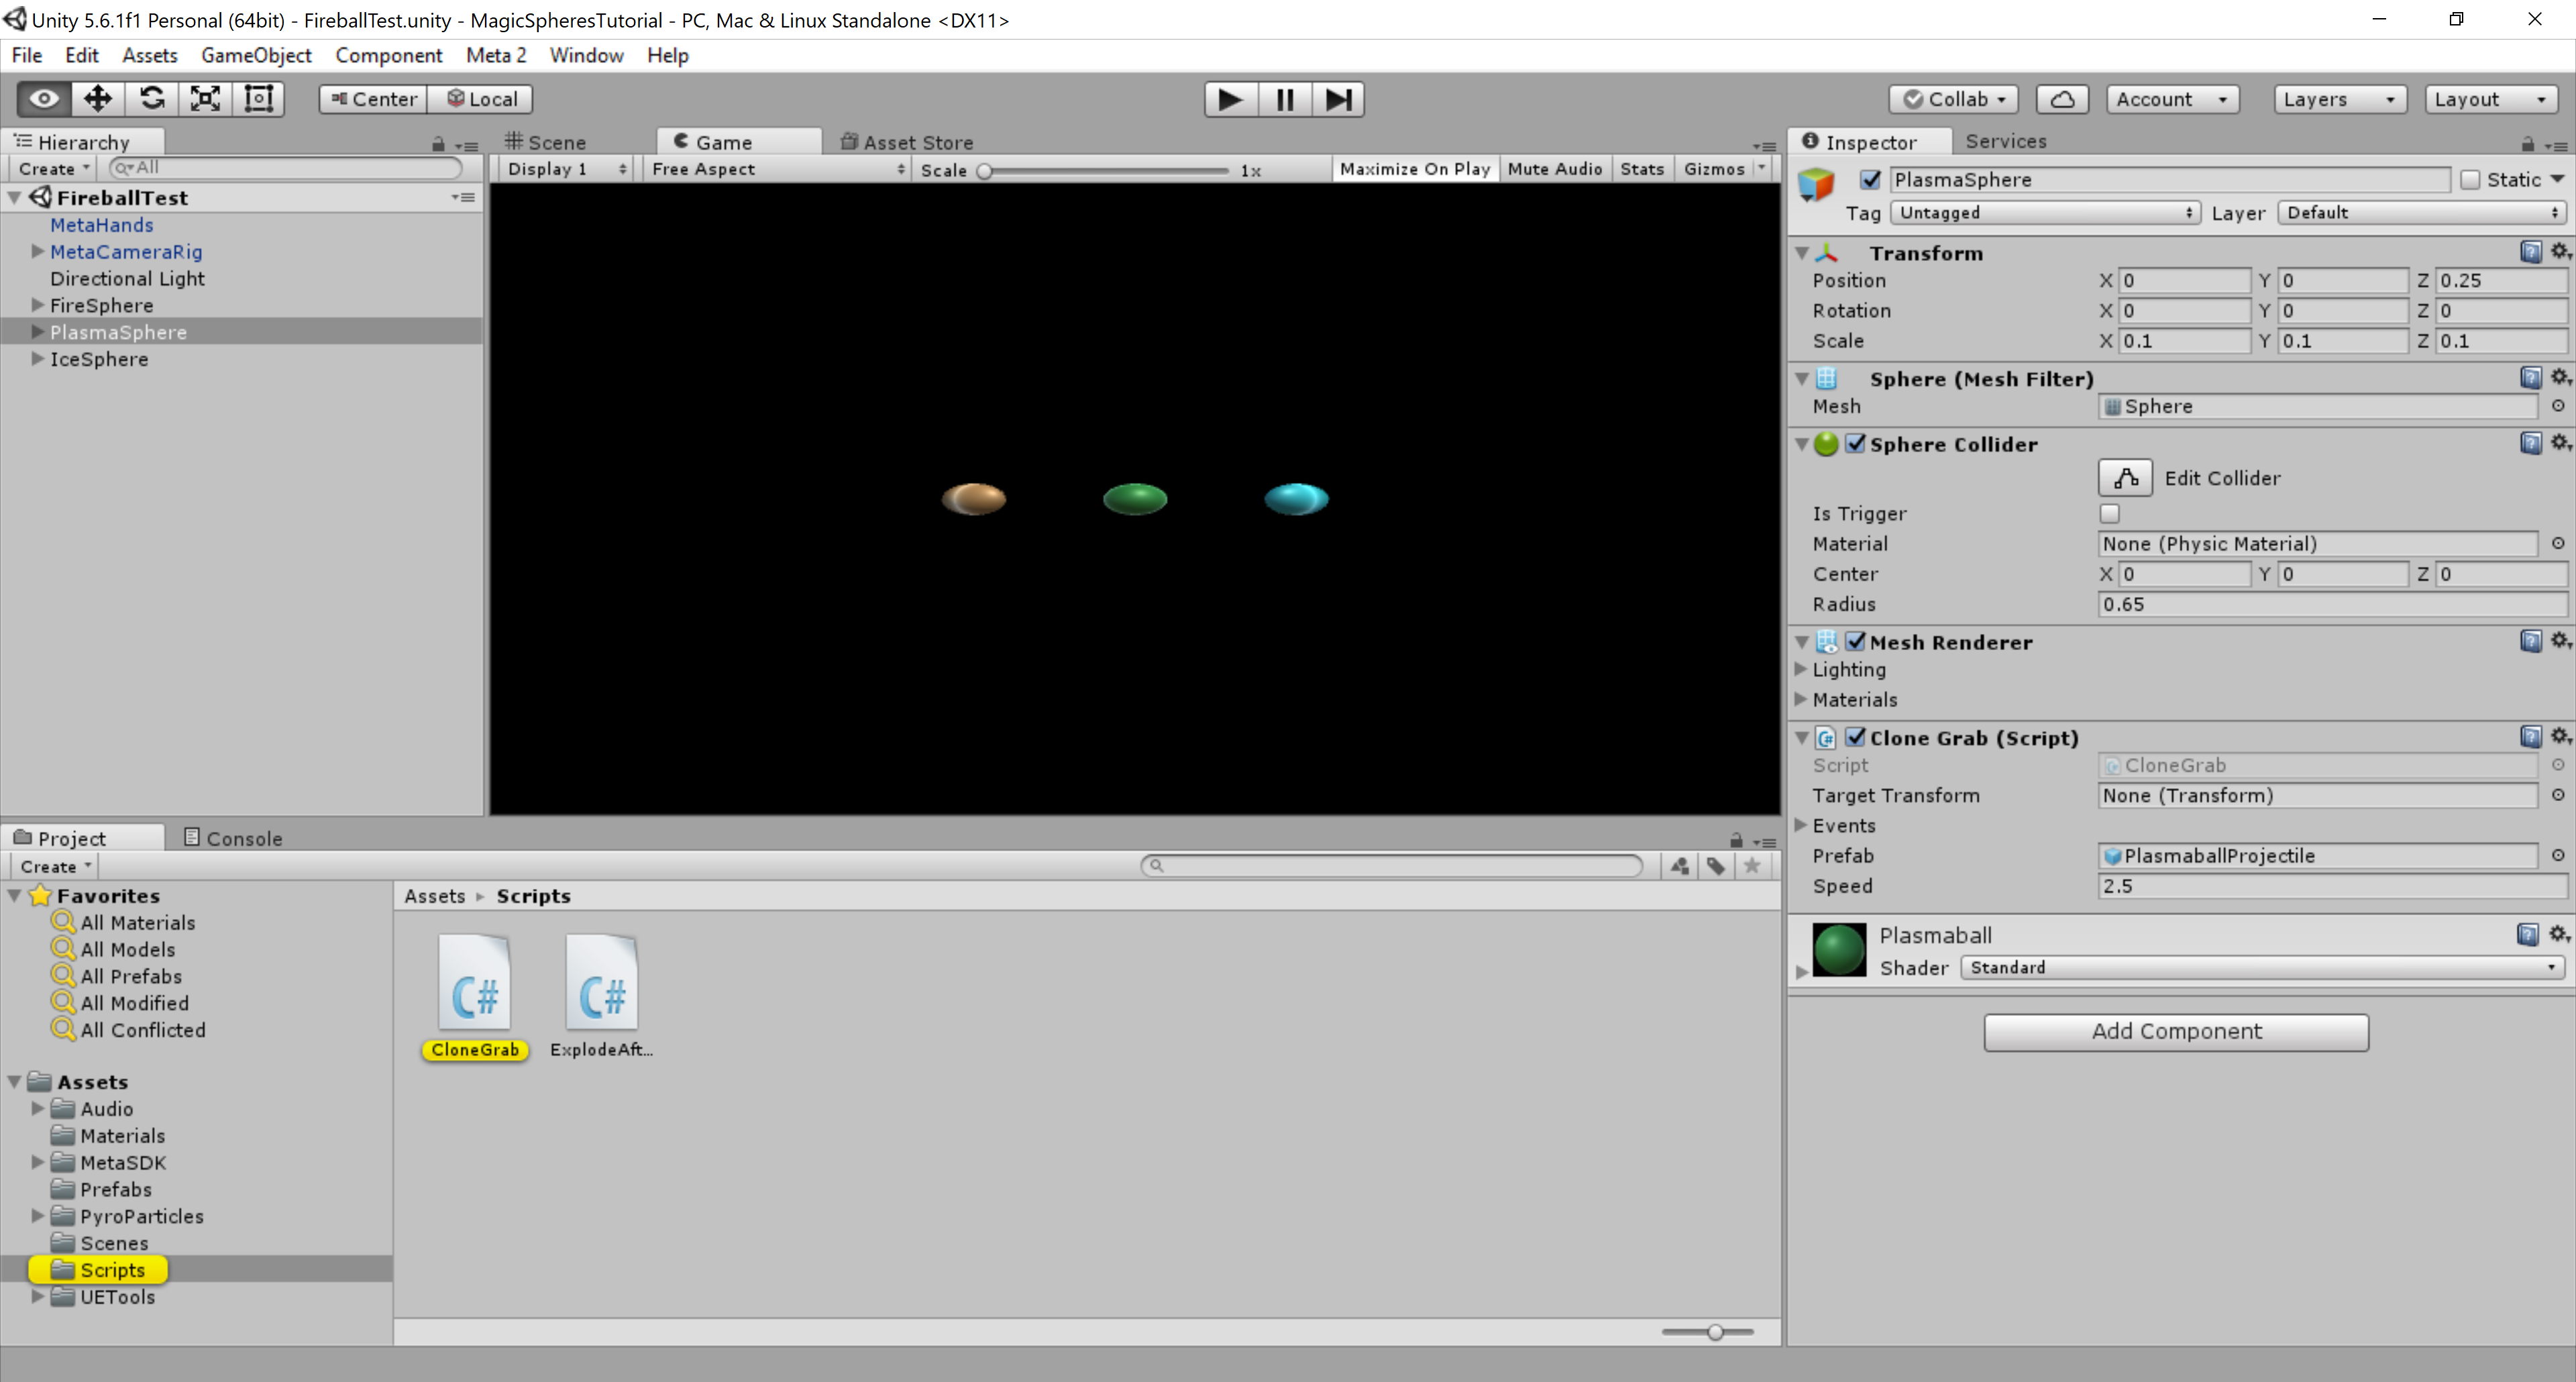 Unity 5.6.1f1 Personal (64bit) - FireballTest.unity - MagicSpheresTutorial - PC, Mac & Linux Standalone <DX11>
File Edit Assets GameObject Component Meta 2 Window Help
Center Local Collab Account Layers Layout
Hierarchy
Create All
FireballTest
MetaHands
MetaCameraRig
Directional Light
FireSphere
PlasmaSphere
IceSphere
Scene Game Asset Store
Display 1 Free Aspect Scale 1x Maximize On Play Mute Audio Stats Gizmos
Inspector Services
PlasmaSphere Static
Tag Untagged Layer Default
Transform
Position X 0 Y 0 Z 0.25
Rotation X 0 Y 0 Z 0
Scale X 0.1 Y 0.1 Z 0.1
Sphere (Mesh Filter)
Mesh Sphere
Sphere Collider
Edit Collider
Is Trigger
Material None (Physic Material)
Center X 0 Y 0 Z 0
Radius 0.65
Mesh Renderer
Lighting
Materials
C# Clone Grab (Script)
Script CloneGrab
Target Transform None (Transform)
Events
Prefab PlasmaballProjectile
Speed 2.5
Plasmaball
Shader Standard
Add Component
Project Console
Create
Favorites
All Materials
All Models
All Prefabs
All Modified
All Conflicted
Assets
Audio
Materials
MetaSDK
Prefabs
PyroParticles
Scenes
Scripts
UETools
Assets Scripts
C# C#
CloneGrab ExplodeAft...